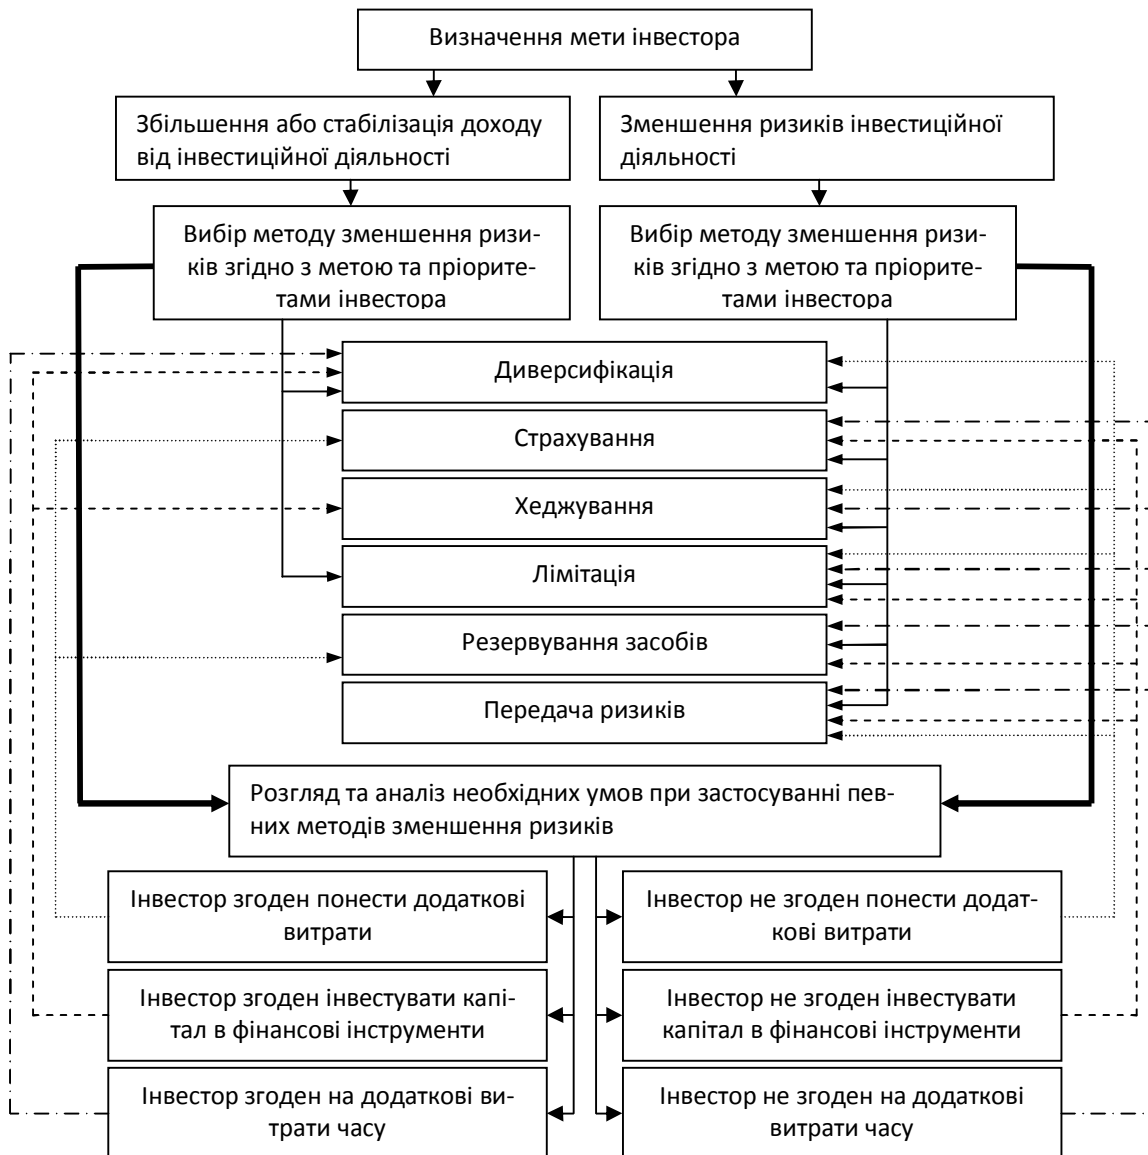 Визначення мети інвестора
Збільшення або стабілізація доходу
від інвестиційної діяльності
Зменшення ризиків інвестиційної
діяльності
Вибір методу зменшення ризи-
ків згідно з метою та пріорите-
тами інвестора
Вибір методу зменшення ризи-
ків згідно з метою та пріорите-
тами інвестора
Диверсифікація
Страхування
Хеджування
Лімітація
Резервування засобів
Передача ризиків
Розгляд та аналіз необхідних умов при застосуванні пев-
них методів зменшення ризиків
Інвестор згоден понести додаткові
витрати
Інвестор не згоден понести додат-
кові витрати
Інвестор згоден інвестувати капі-
тал в фінансові інструменти
Інвестор не згоден інвестувати
капітал в фінансові інструменти
Інвестор згоден на додаткові ви-
трати часу
Інвестор не згоден на додаткові
витрати часу